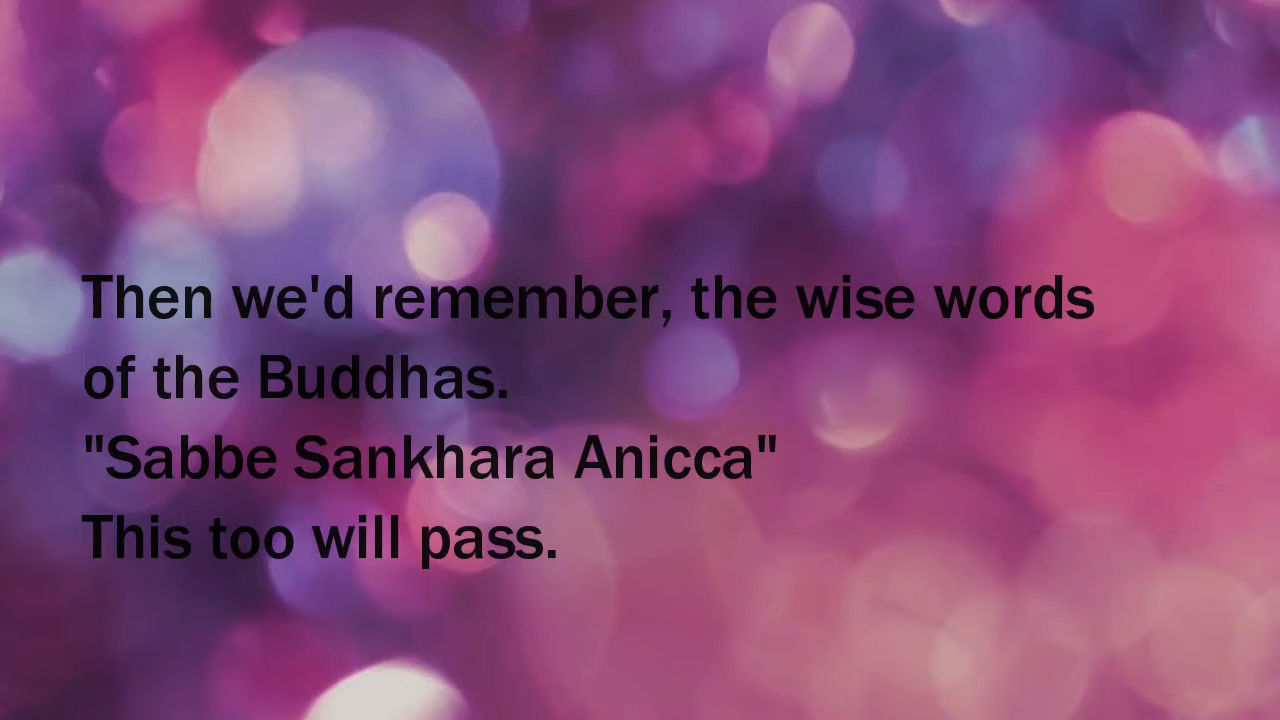 Then we'd remember, the wise words
of the Buddhas.
"Sabbe Sankhara Anicca"
This too will pass.